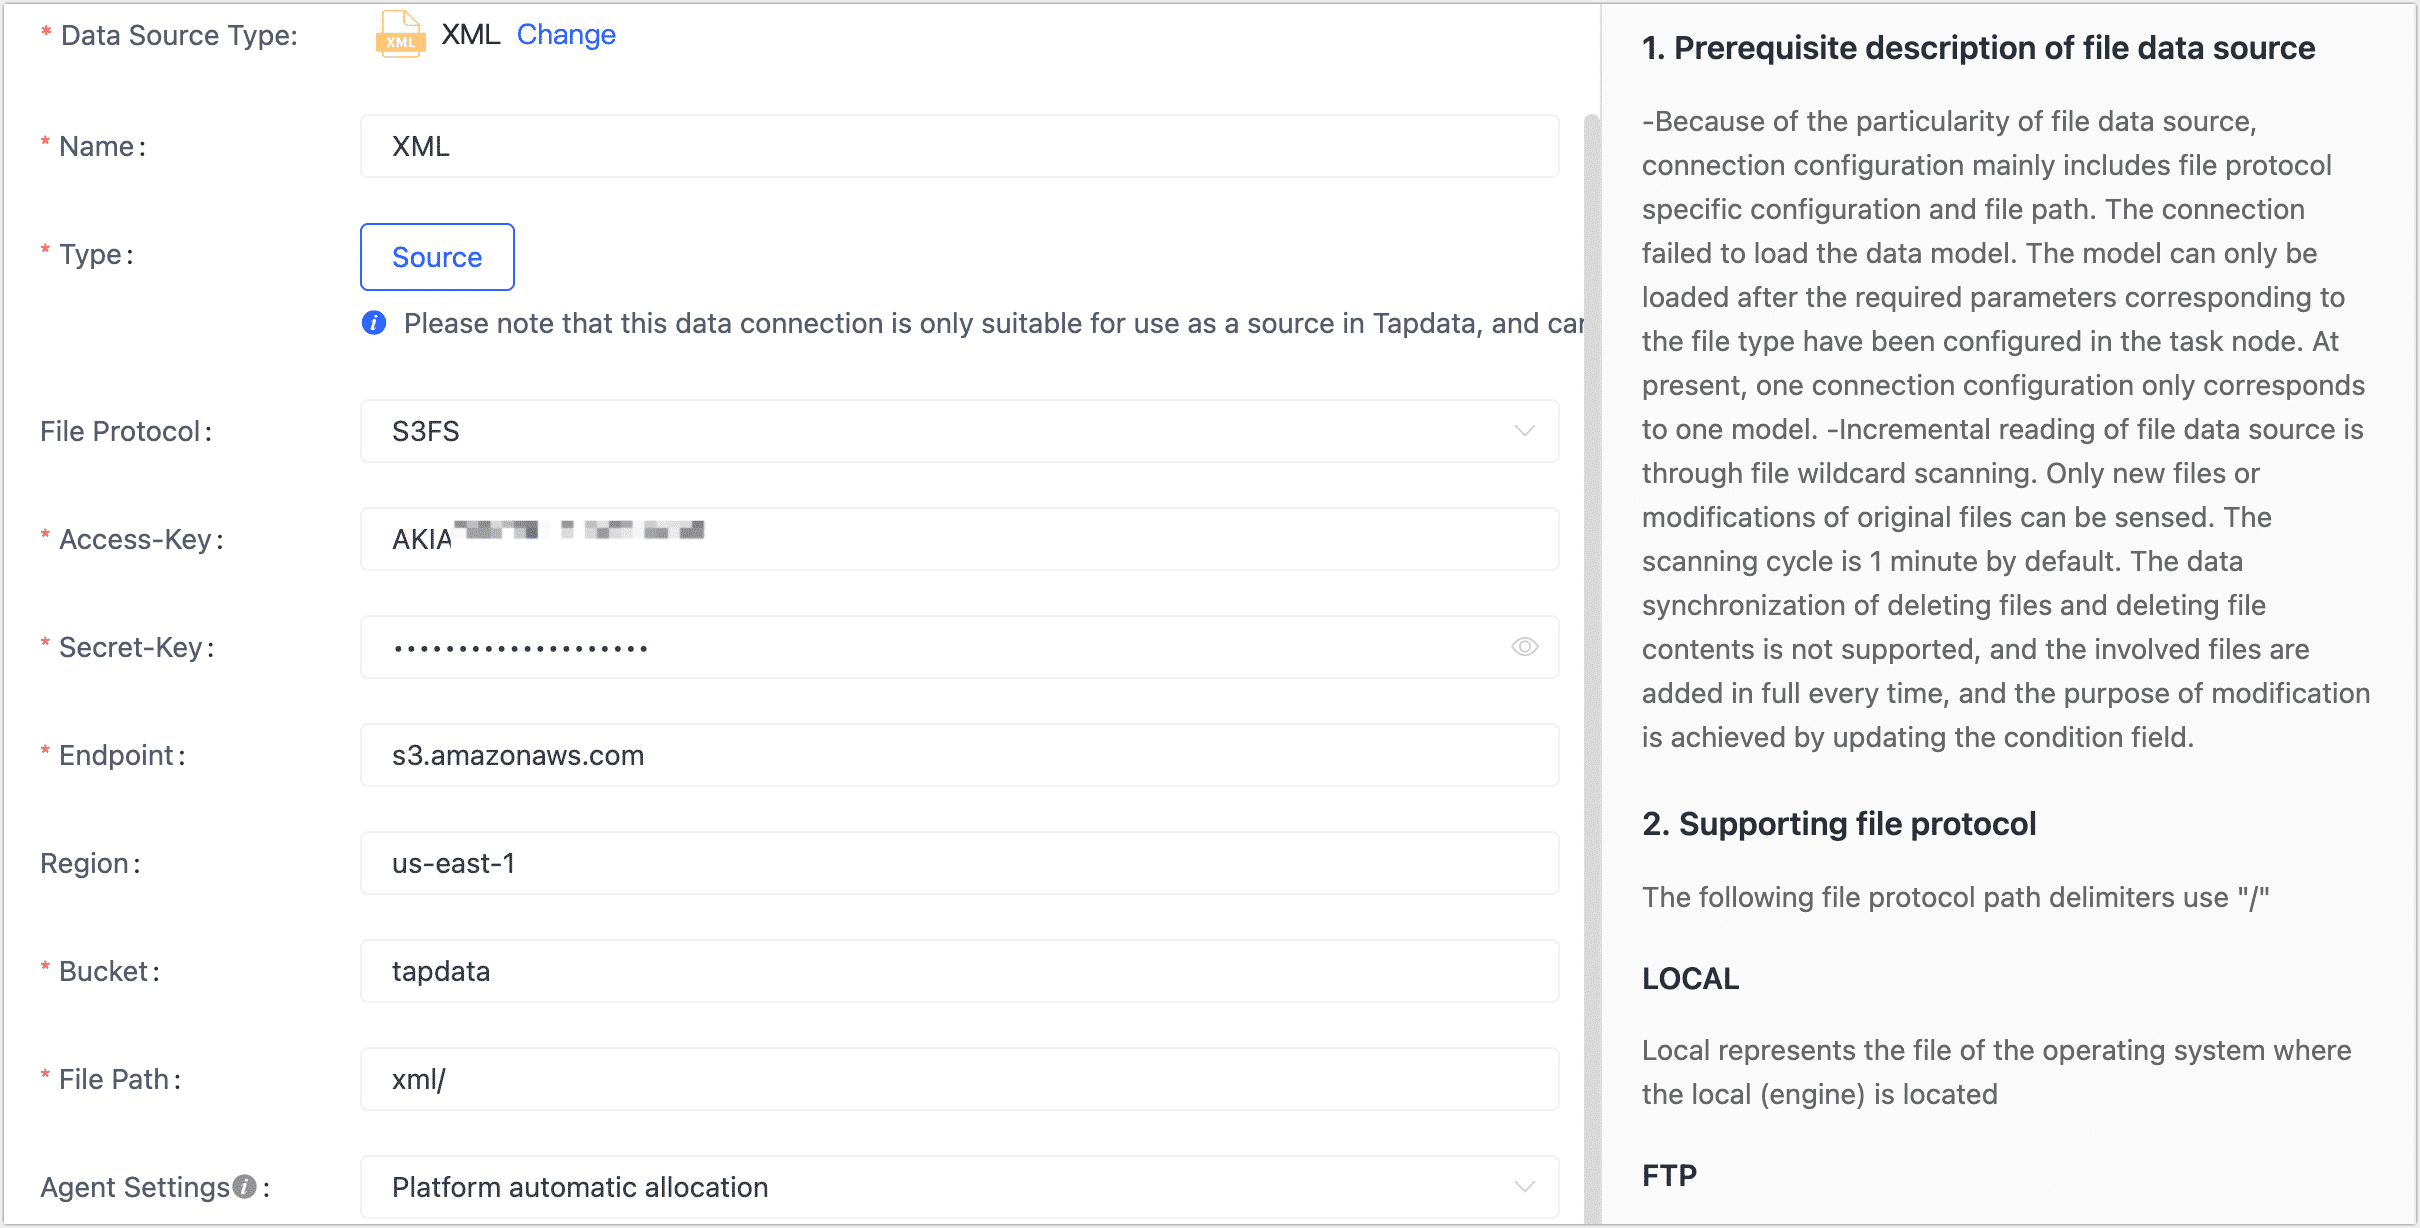 * Data Source Type: XML XML Change
* Name: XML
* Type: Source
Please note that this data connection is only suitable for use as a source in Tapdata, and
File Protocol: S3FS
* Access-Key: AKIA
* Secret-Key: ••••••••••••••••••••
* Endpoint: s3.amazonaws.com
Region: us-east-1
* Bucket: tapdata
* File Path: xml/
Agent Settings: Platform automatic allocation
1. Prerequisite description of file data source
-Because of the particularity of file data source,
connection configuration mainly includes file protocol
specific configuration and file path. The connection
failed to load the data model. The model can only be
loaded after the required parameters corresponding to
the file type have been configured in the task node. At
present, one connection configuration only corresponds
to one model. -Incremental reading of file data source is
through file wildcard scanning. Only new files or
modifications of original files can be sensed. The
scanning cycle is 1 minute by default. The data
synchronization of deleting files and deleting file
contents is not supported, and the involved files are
added in full every time, and the purpose of modification
is achieved by updating the condition field.
2. Supporting file protocol
The following file protocol path delimiters use "/"
LOCAL
Local represents the file of the operating system where
the local (engine) is located
FTP